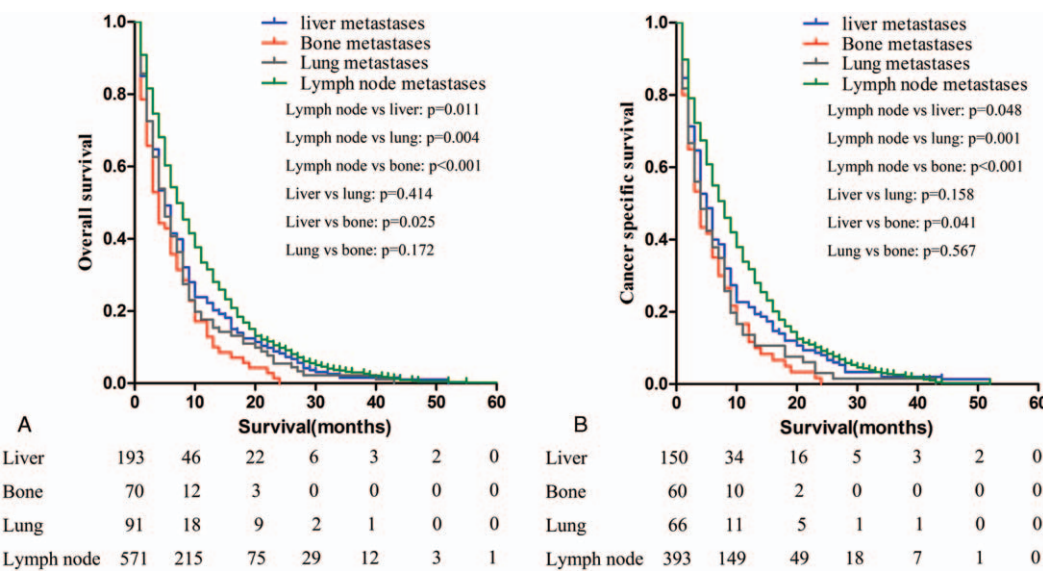 liver metastases
Bone metastases
Lung metastases
Lymph node metastases
Lymph node vs liver: p=0.011
Lymph node vs lung: p=0.004
Lymph node vs bone: p<0.001
Liver vs lung: p=0.414
Liver vs bone: p=0.025
Lung vs bone: p=0.172
Overall survival
1.0
0.8
0.6
0.4
0.2
0.0
0 10 20 30 40 50 60
Survival(months)
A
Liver 193 46 22 6 3 2 0
Bone 70 12 3 0 0 0 0
Lung 91 18 9 2 1 0 0
Lymph node 571 215 75 29 12 3 1
liver metastases
Bone metastases
Lung metastases
Lymph node metastases
Lymph node vs liver: p=0.048
Lymph node vs lung: p=0.001
Lymph node vs bone: p<0.001
Liver vs lung: p=0.158
Liver vs bone: p=0.041
Lung vs bone: p=0.567
Cancer specific survival
1.0
0.8
0.6
0.4
0.2
0.0
0 10 20 30 40 50 60
Survival(months)
B
Liver 150 34 16 5 3 2 0
Bone 60 10 2 0 0 0 0
Lung 66 11 5 1 1 0 0
Lymph node 393 149 49 18 7 1 0